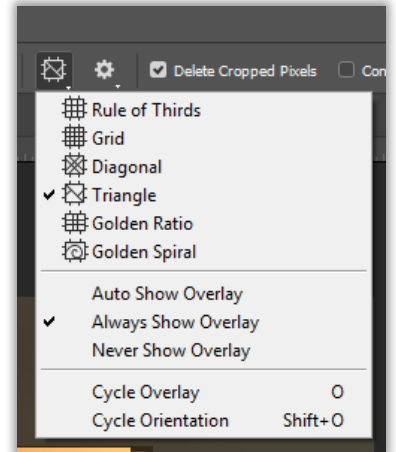 Delete Cropped Pixels
Rule of Thirds
Grid
Diagonal
Triangle
Golden Ratio
Golden Spiral
Auto Show Overlay
Always Show Overlay
Never Show Overlay
Cycle Overlay O
Cycle Orientation Shift+O